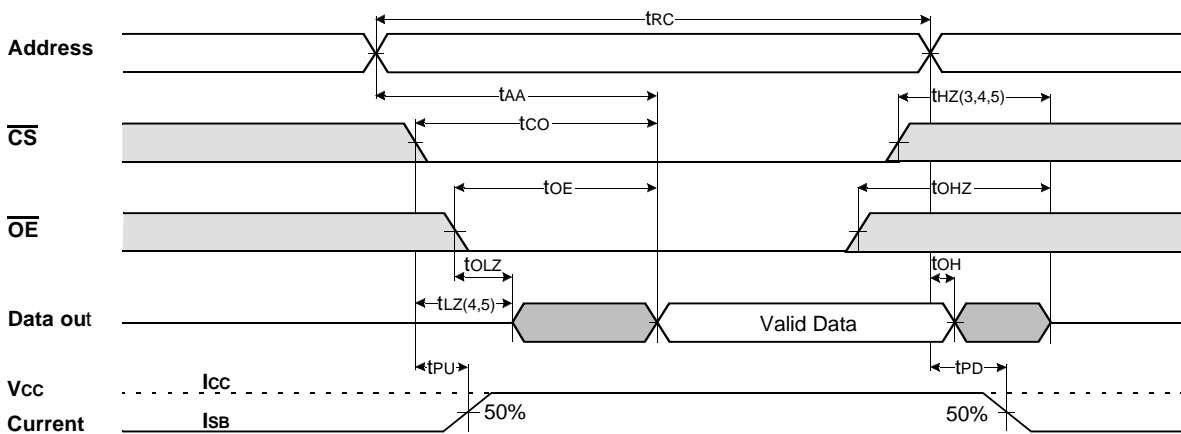 tRC
Address
tAA
tHZ(3,4,5)
CS
tCO
tOE
tOHZ
OE
tOLZ
tOH
tLZ(4,5)
Data out
Valid Data
tPU
tPD
VCC
ICC
50%
50%
Current
ISB